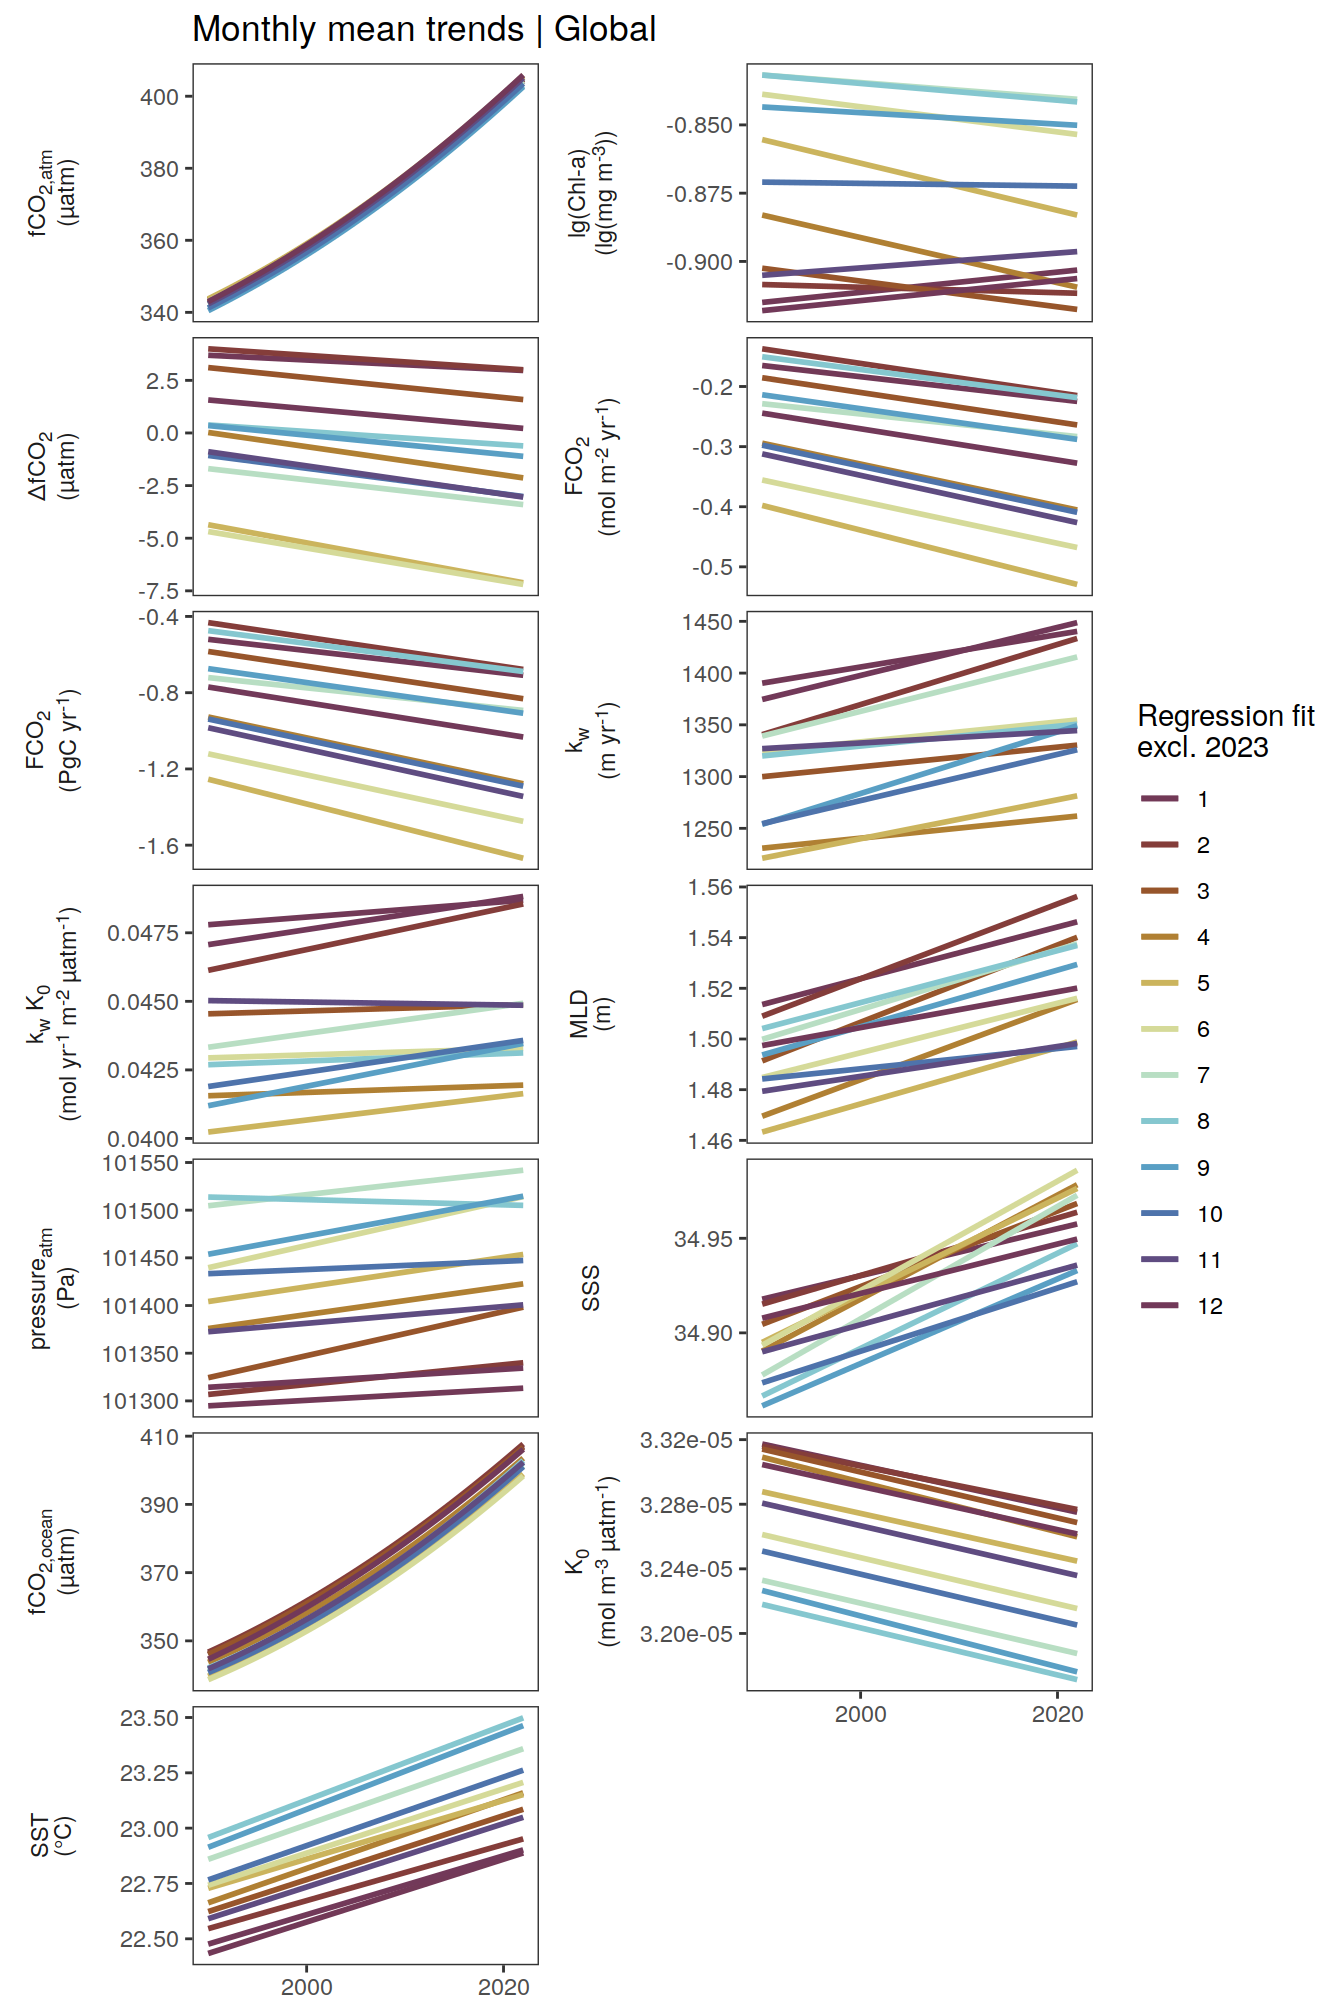 Monthly mean trends | Global
fCO2,atm
(µatm)
400
380
360
340
lg(Chl-a)
(lg(mg m-3))
-0.850
-0.875
-0.900
ΔfCO2
(µatm)
2.5
0.0
-2.5
-5.0
-7.5
FCO2
(mol m-2 yr-1)
-0.2
-0.3
-0.4
-0.5
FCO2
(PgC yr-1)
-0.4
-0.8
-1.2
-1.6
kw
(m yr-1)
1450
1400
1350
1300
1250
kw K0
(mol yr-1 m-2 µatm-1)
0.0475
0.0450
0.0425
0.0400
MLD
(m)
1.56
1.54
1.52
1.50
1.48
1.46
pressureatm
(Pa)
101550
101500
101450
101400
101350
101300
SSS
34.95
34.90
fCO2,ocean
(µatm)
410
390
370
350
K0
(mol m-3 µatm-1)
3.32e-05
3.28e-05
3.24e-05
3.20e-05
2000 2020
SST
(°C)
23.50
23.25
23.00
22.75
22.50
2000 2020
Regression fit
excl. 2023
1
2
3
4
5
6
7
8
9
10
11
12